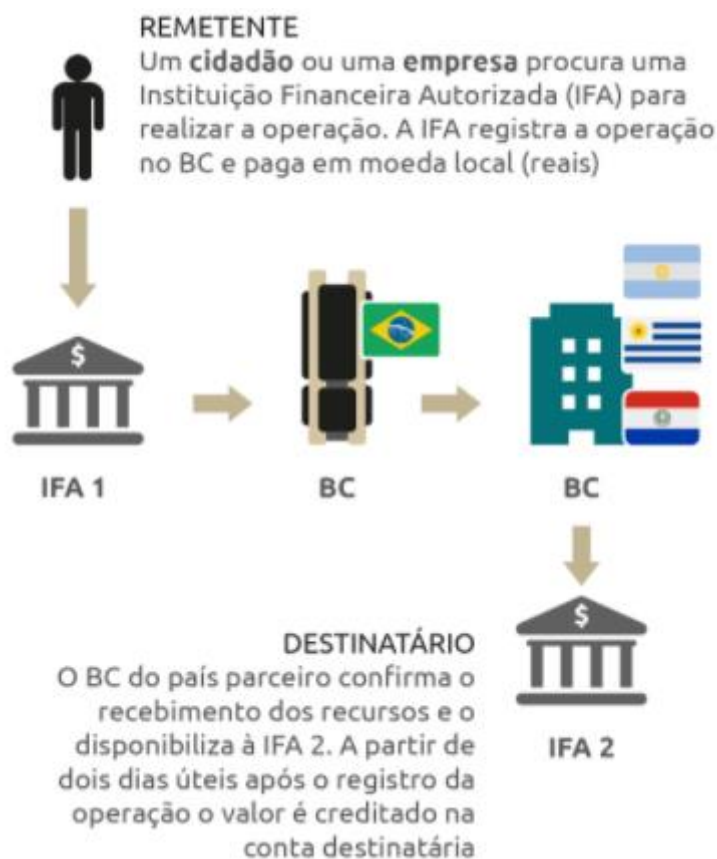 REMETENTE
Um cidadão ou uma empresa procura uma
Instituição Financeira Autorizada (IFA) para
realizar a operação. A IFA registra a operação
no BC e paga em moeda local (reais)
$
IFA 1
BC
BC
$
IFA 2
DESTINATÁRIO
O BC do país parceiro confirma o
recebimento dos recursos e o
disponibiliza à IFA 2. A partir de
dois dias úteis após o registro da
operação o valor é creditado na
conta destinatária